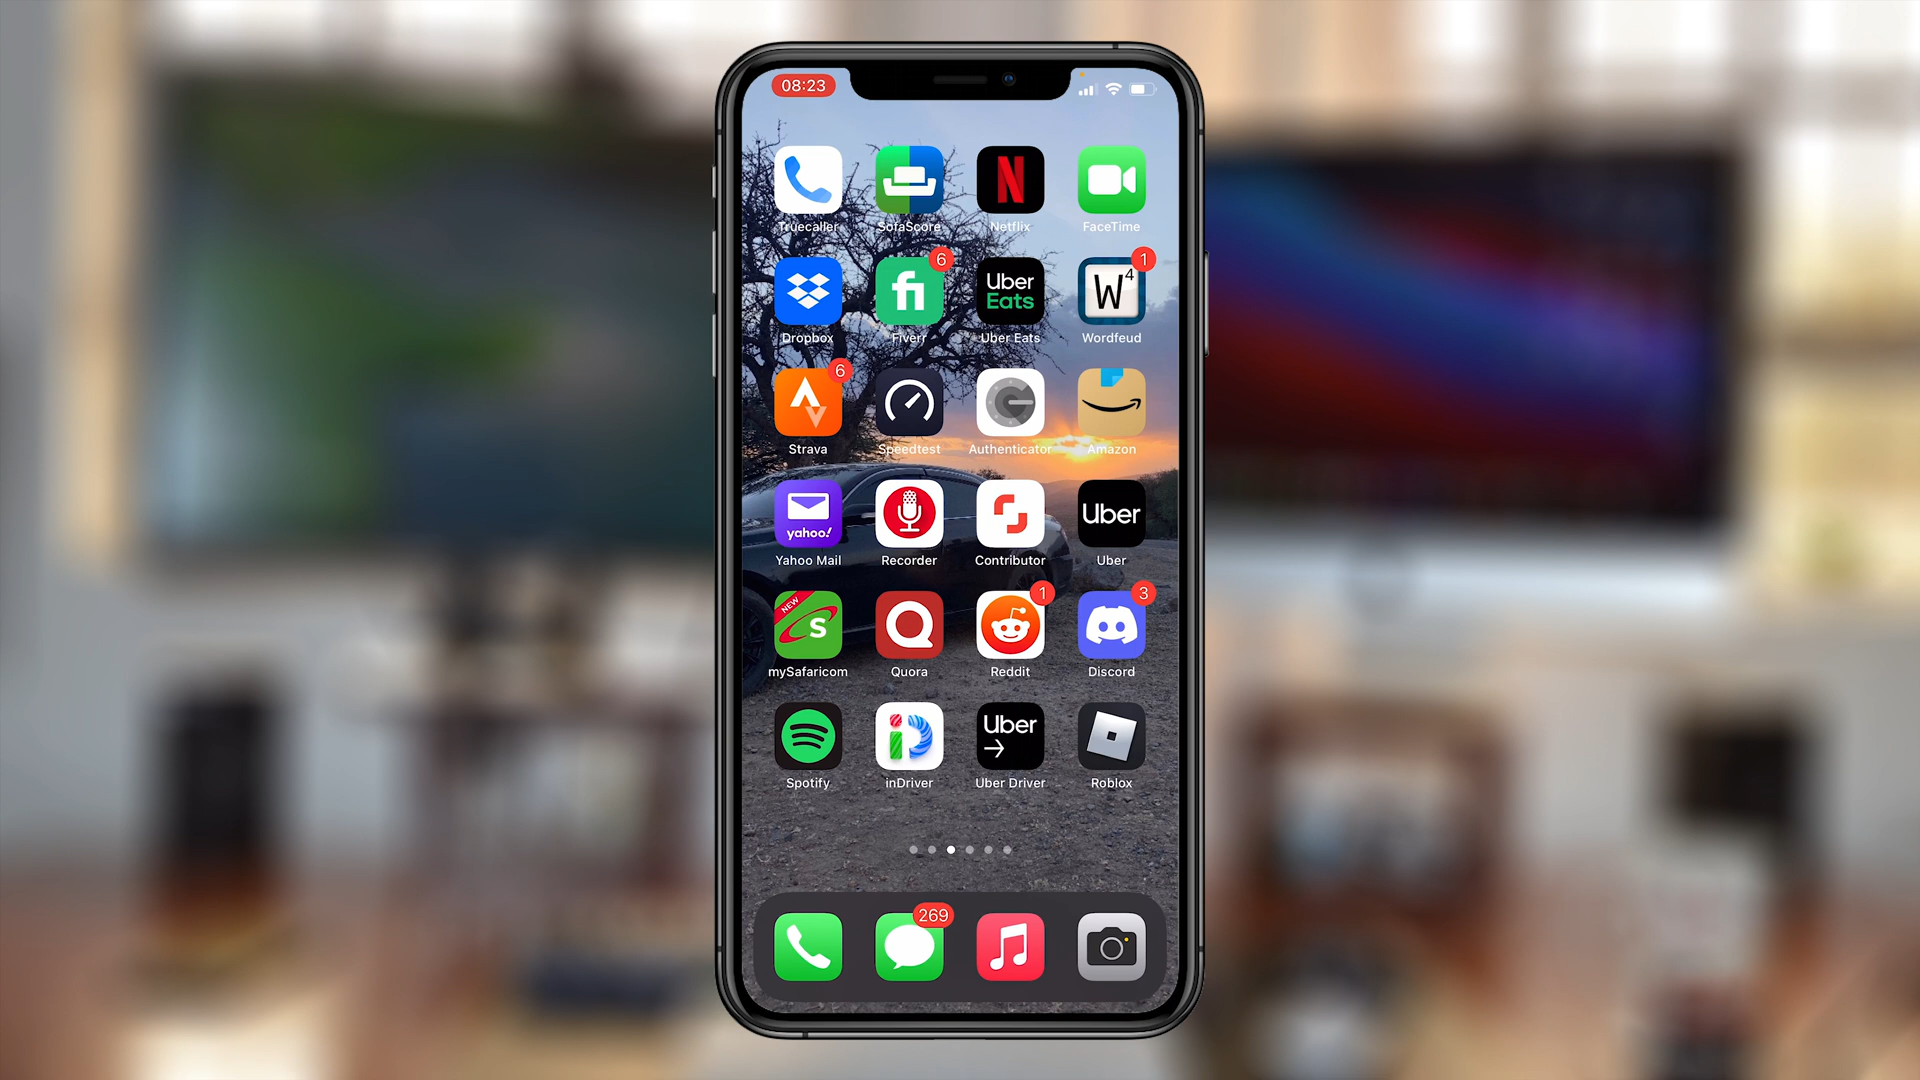 08:23
Truecaller SofaScore Netflix FaceTime
6 Uber Eats W4 1
Dropbox Fiverr Uber Eats Wordfeud
fi
6
Strava Speedtest Authenticator Amazon
yahoo! Uber
Yahoo Mail Recorder Contributor Uber
NEW S 1 3
mySafaricom Quora Reddit Discord
Uber
Spotify inDriver Uber Driver Roblox
269